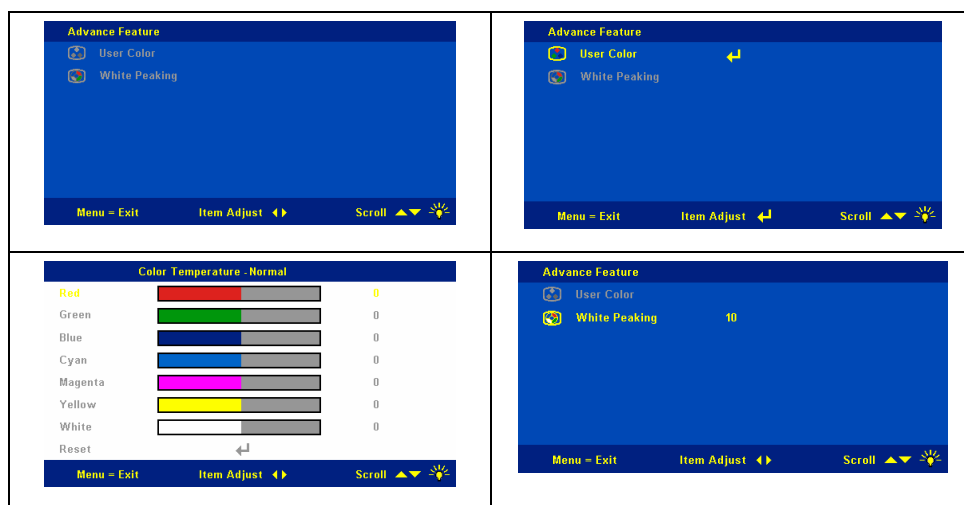 Advance Feature
User Color
White Peaking
Menu = Exit Item Adjust Scroll
Advance Feature
User Color
White Peaking
Menu = Exit Item Adjust Scroll
Color Temperature - Normal
Red 0
Green 0
Blue 0
Cyan 0
Magenta 0
Yellow 0
White 0
Reset
Menu = Exit Item Adjust Scroll
Advance Feature
User Color
White Peaking 10
Menu = Exit Item Adjust Scroll